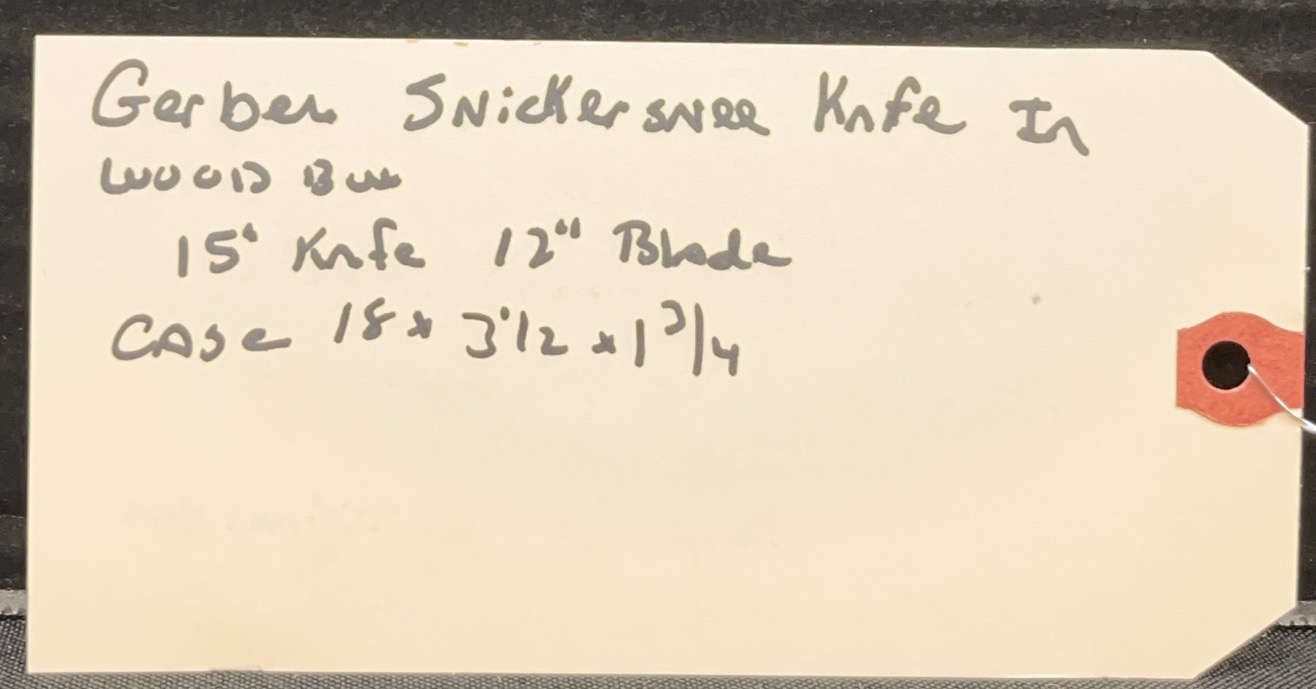 Gerber Snickersnee Knfe In
WOOD Box
15" Knfe 12" Blade
CASE 18 x 3 1/2 x 1 3/4